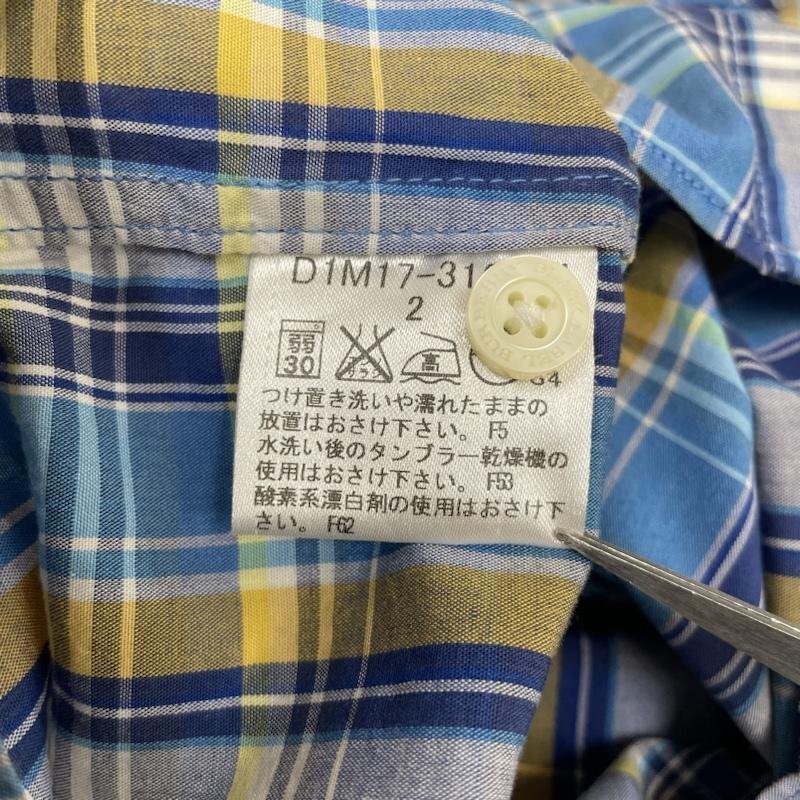 D1M17-31
2
弱
30
高
つけ置き洗いや濡れたままの
放置はおさけ下さい。 F5
水洗い後のタンブラー乾燥機の
使用はおさけ下さい。 F53
酸素系漂白剤の使用はおさけ下
さい。 F62
BURBERRY BLACK LABEL